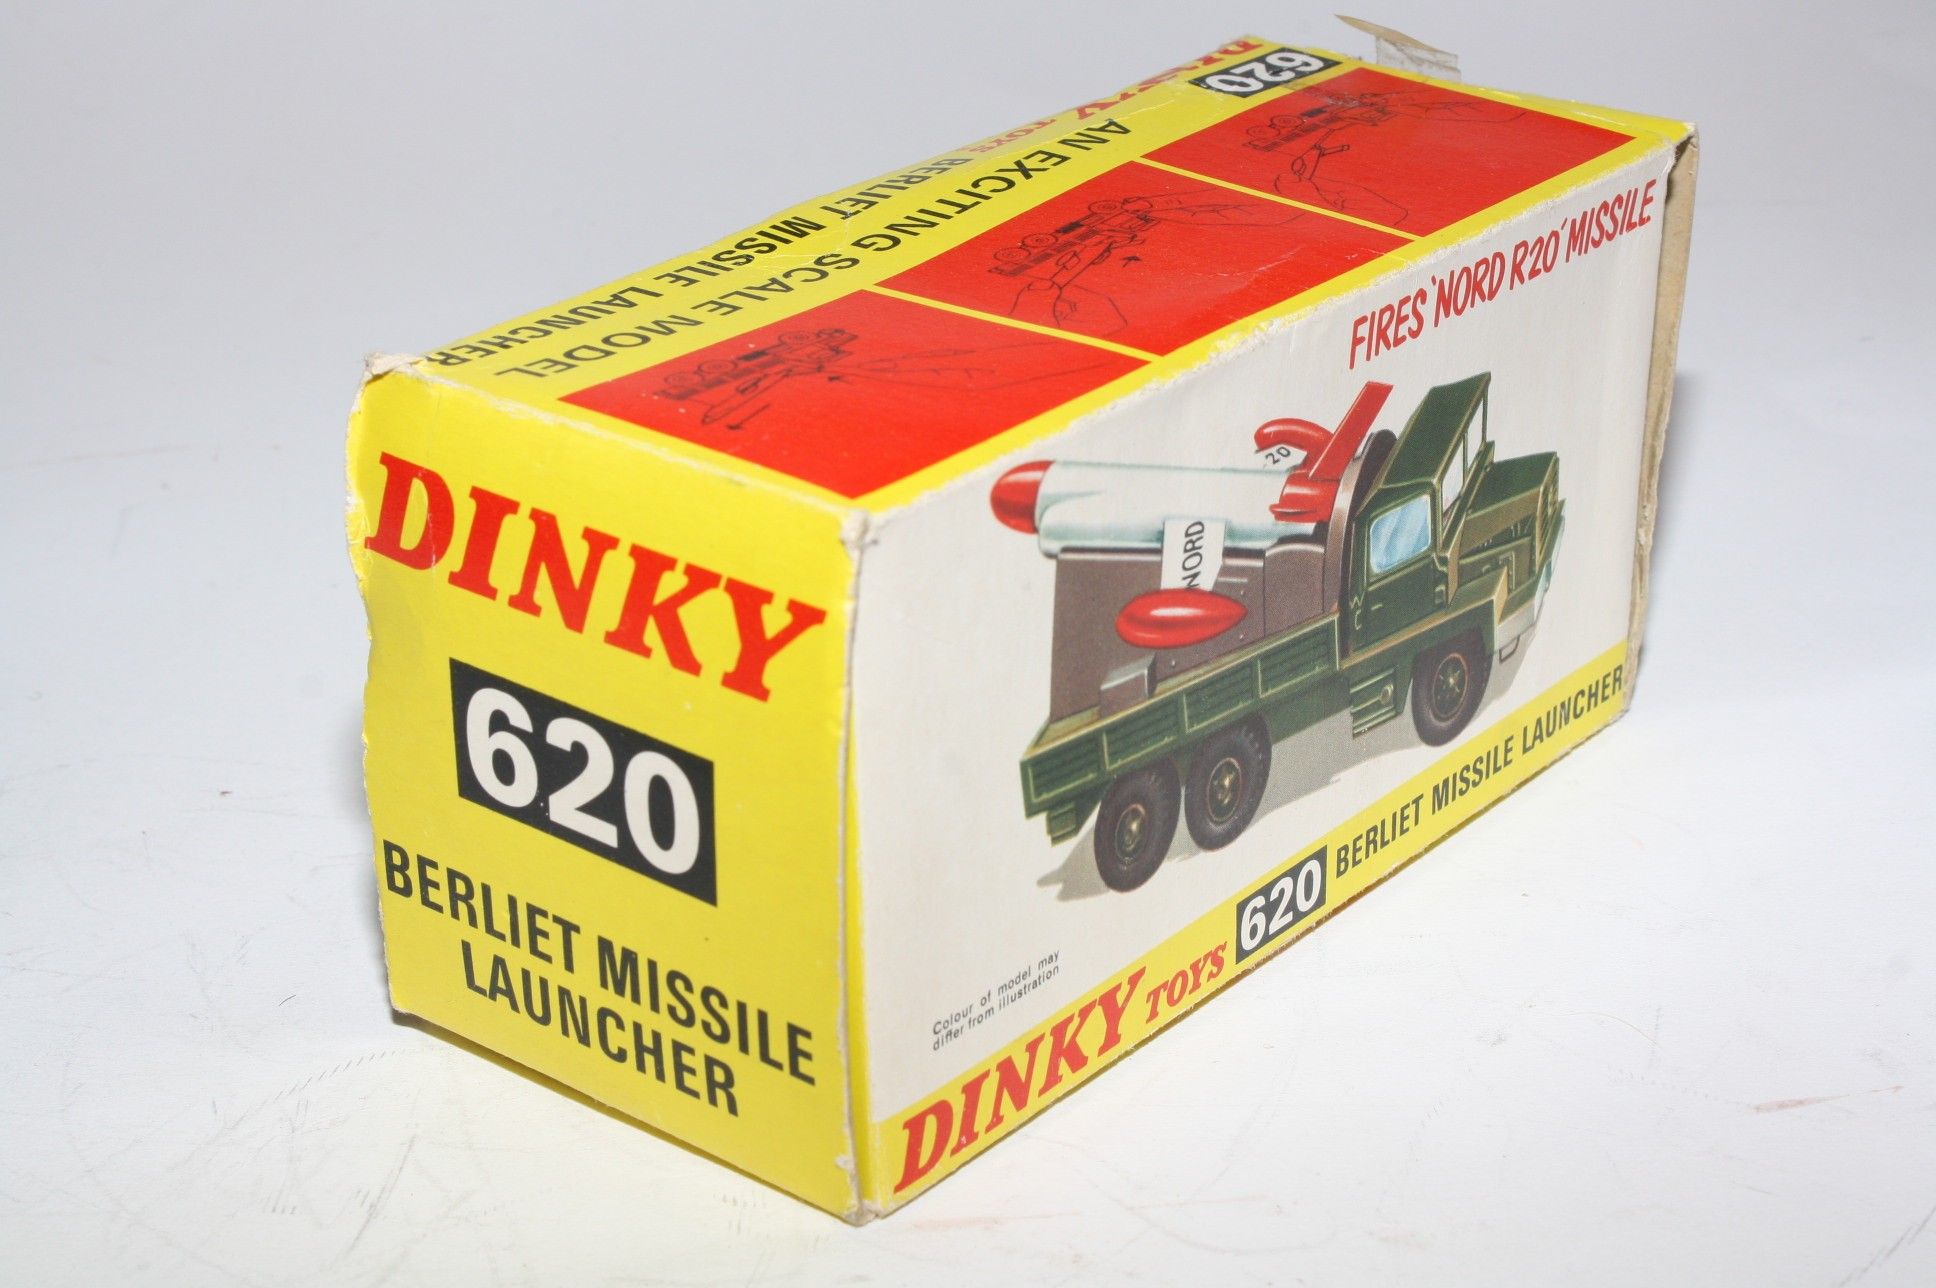 DINKY TOYS 620
AN EXCITING SCALE MODEL
BERLIET MISSILE LAUNCHER
DINKY
620
BERLIET MISSILE
LAUNCHER
FIRES 'NORD R20' MISSILE
20
NORD
Colour of model may
differ from illustration
DINKY TOYS 620 BERLIET MISSILE LAUNCHER